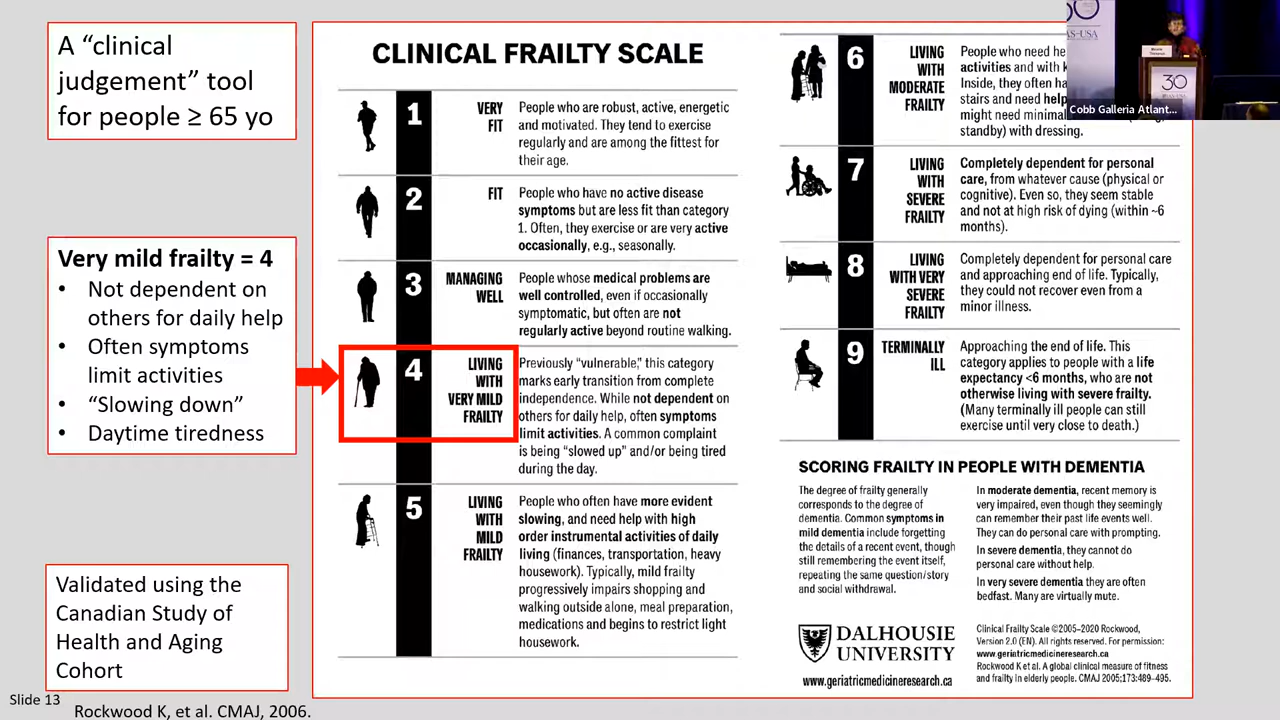 A “clinical
judgement” tool
for people ≥ 65 yo
Very mild frailty = 4
• Not dependent on
others for daily help
• Often symptoms
limit activities
• “Slowing down”
• Daytime tiredness
Validated using the
Canadian Study of
Health and Aging
Cohort
Slide 13
Rockwood K, et al. CMAJ, 2006.
CLINICAL FRAILTY SCALE
1
VERY
FIT
People who are robust, active, energetic
and motivated. They tend to exercise
regularly and are among the fittest for
their age.
2
FIT
People who have no active disease
symptoms but are less fit than category
1. Often, they exercise or are very active
occasionally, e.g., seasonally.
3
MANAGING
WELL
People whose medical problems are
well controlled, even if occasionally
symptomatic, but often are not
regularly active beyond routine walking.
4
LIVING
WITH
VERY MILD
FRAILTY
Previously “vulnerable,” this category
marks early transition from complete
independence. While not dependent on
others for daily help, often symptoms
limit activities. A common complaint
is being “slowed up” and/or being tired
during the day.
5
LIVING
WITH
MILD
FRAILTY
People who often have more evident
slowing, and need help with high
order instrumental activities of daily
living (finances, transportation, heavy
housework). Typically, mild frailty
progressively impairs shopping and
walking outside alone, meal preparation,
medications and begins to restrict light
housework.
6
LIVING
WITH
MODERATE
FRAILTY
People who need he
activities and with k
Inside, they often ha
stairs and need help
might need minimal
standby) with dressing.
7
LIVING
WITH
SEVERE
FRAILTY
Completely dependent for personal
care, from whatever cause (physical or
cognitive). Even so, they seem stable
and not at high risk of dying (within ~6
months).
8
LIVING
WITH VERY
SEVERE
FRAILTY
Completely dependent for personal care
and approaching end of life. Typically,
they could not recover even from a
minor illness.
9
TERMINALLY
ILL
Approaching the end of life. This
category applies to people with a life
expectancy <6 months, who are not
otherwise living with severe frailty.
(Many terminally ill people can still
exercise until very close to death.)
SCORING FRAILTY IN PEOPLE WITH DEMENTIA
The degree of frailty generally
corresponds to the degree of
dementia. Common symptoms in
mild dementia include forgetting
the details of a recent event, though
still remembering the event itself,
repeating the same question/story
and social withdrawal.
In moderate dementia, recent memory is
very impaired, even though they seemingly
can remember their past life events well.
They can do personal care with prompting.
In severe dementia, they cannot do
personal care without help.
In very severe dementia they are often
bedfast. Many are virtually mute.
DALHOUSIE
UNIVERSITY
www.geriatricmedicineresearch.ca
Clinical Frailty Scale ©2005–2020 Rockwood,
Version 2.0 (EN). All rights reserved. For permission:
www.geriatricmedicineresearch.ca
Rockwood K et al. A global clinical measure of fitness
and frailty in elderly people. CMAJ 2005;173:489–495.
30
Cobb Galleria Atlant...